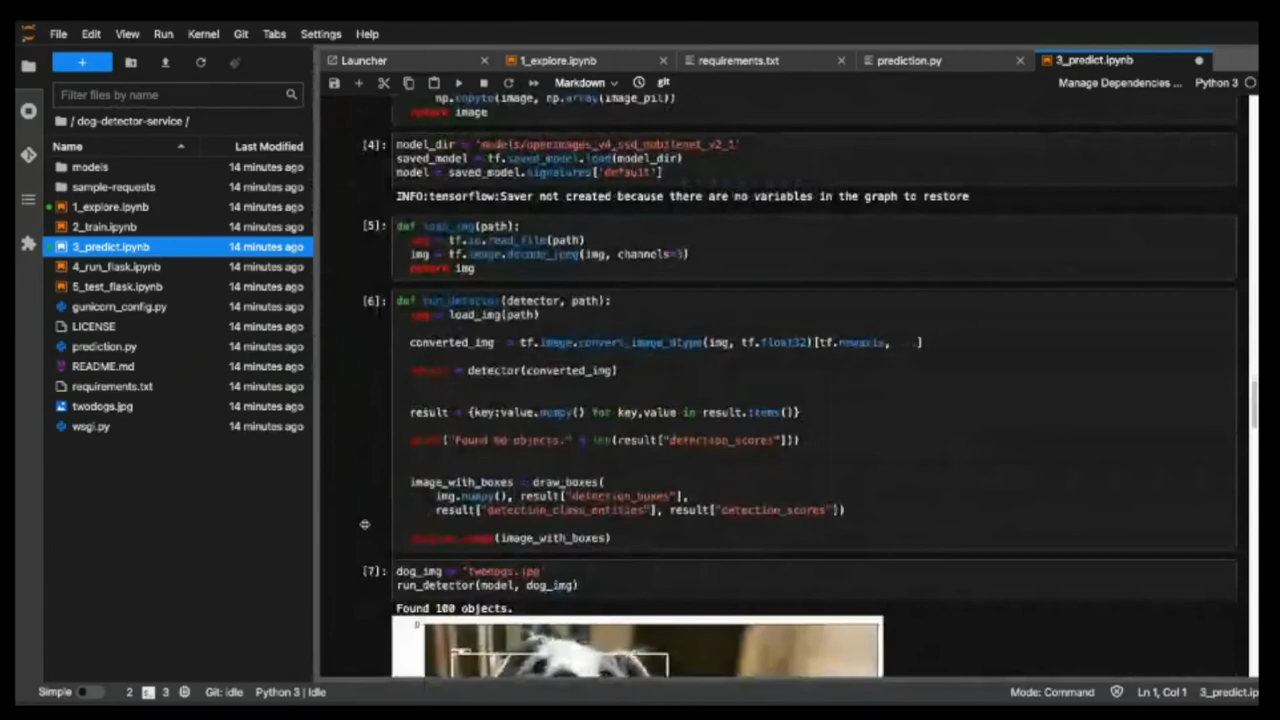 File Edit View Run Kernel Git Tabs Settings Help
+
Filter files by name
/ dog-detector-service /
Name Last Modified
models 14 minutes ago
sample-requests 14 minutes ago
1_explore.ipynb 14 minutes ago
2_train.ipynb 14 minutes ago
3_predict.ipynb 14 minutes ago
4_run_flask.ipynb 14 minutes ago
5_test_flask.ipynb 14 minutes ago
gunicorn_config.py 14 minutes ago
LICENSE 14 minutes ago
prediction.py 14 minutes ago
README.md 14 minutes ago
requirements.txt 14 minutes ago
twodogs.jpg 14 minutes ago
wsgi.py 14 minutes ago
Launcher 1_explore.ipynb requirements.txt prediction.py 3_predict.ipynb
Markdown git Manage Dependencies ... Python 3
np.copyto(image, np.array(image_pil))
return image
[4]: model_dir = 'models/openimages_v4_ssd_mobilenet_v2_1'
saved_model = tf.saved_model.load(model_dir)
model = saved_model.signatures['default']
INFO:tensorflow:Saver not created because there are no variables in the graph to restore
[5]: def load_img(path):
img = tf.io.read_file(path)
img = tf.image.decode_jpeg(img, channels=3)
return img
[6]: def run_detector(detector, path):
img = load_img(path)
converted_img = tf.image.convert_image_dtype(img, tf.float32)[tf.newaxis, ...]
result = detector(converted_img)
result = {key:value.numpy() for key,value in result.items()}
print("Found %d objects." % len(result["detection_scores"]))
image_with_boxes = draw_boxes(
img.numpy(), result["detection_boxes"],
result["detection_class_entities"], result["detection_scores"])
display_image(image_with_boxes)
[7]: dog_img = 'twodogs.jpg'
run_detector(model, dog_img)
Found 100 objects.
0
Simple 2 3 Git: idle Python 3 | Idle Mode: Command Ln 1, Col 1 3_predict.ip